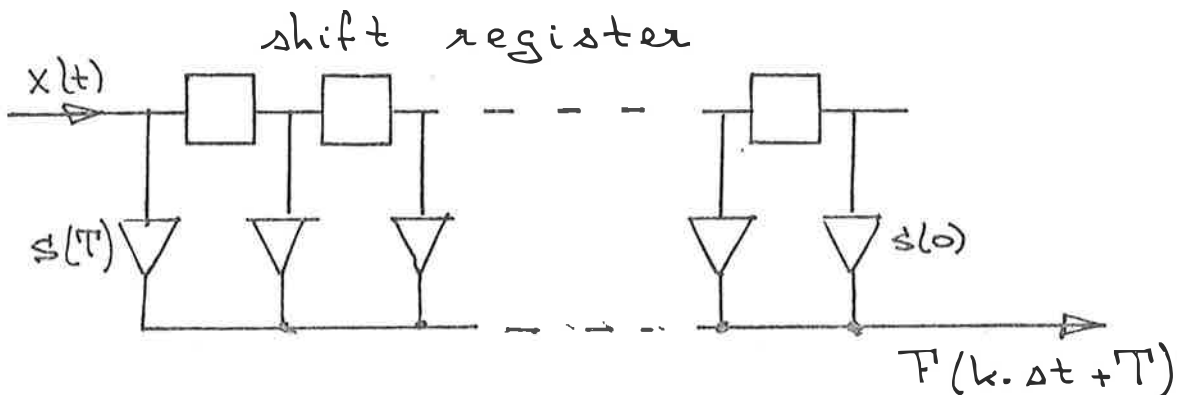 shift register
x(t)
S(T)
s(0)
F(k.Δt+T)